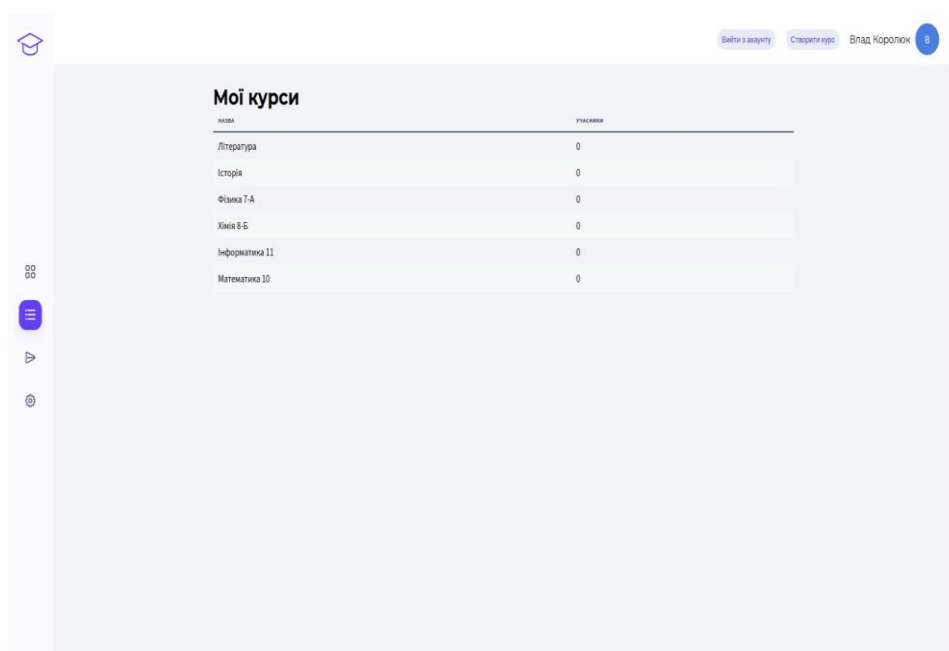 Вийти з акаунту Створити курс Влад Королюк В
Мої курси
НАЗВА УЧАСНИКИ
Література 0
Історія 0
Фізика 7-А 0
Хімія 8-Б 0
Інформатика 11 0
Математика 10 0